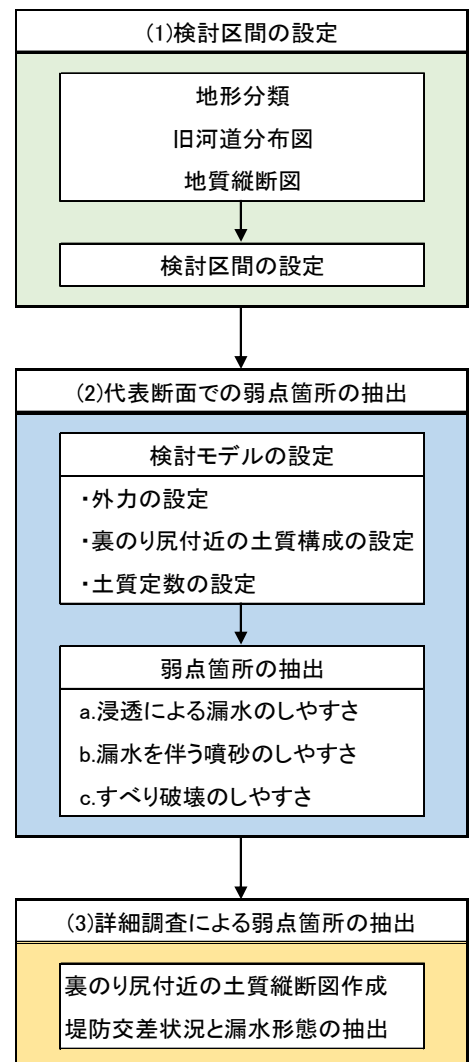 (1)検討区間の設定
地形分類
旧河道分布図
地質縦断図
検討区間の設定
(2)代表断面での弱点箇所の抽出
検討モデルの設定
・外力の設定
・裏のり尻付近の土質構成の設定
・土質定数の設定
弱点箇所の抽出
a.浸透による漏水のしやすさ
b.漏水を伴う噴砂のしやすさ
c.すべり破壊のしやすさ
(3)詳細調査による弱点箇所の抽出
裏のり尻付近の土質縦断図作成
堤防交差状況と漏水形態の抽出